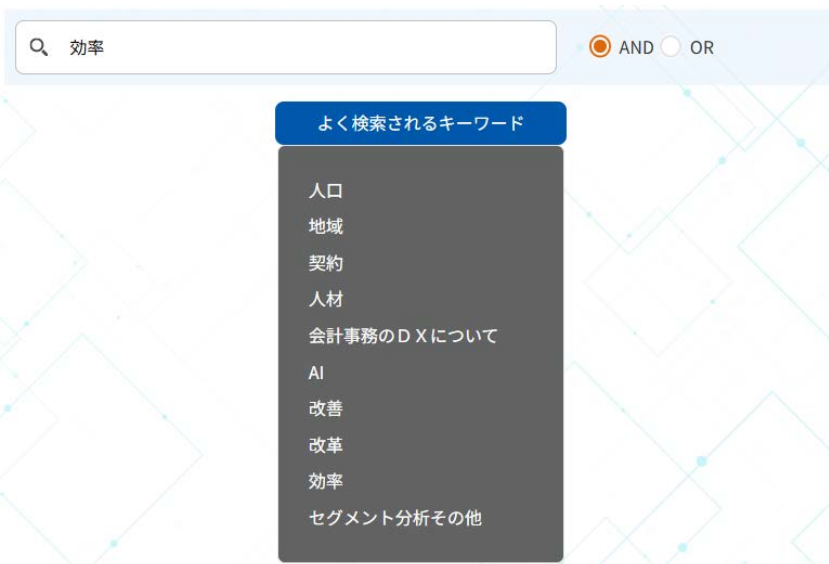 効率
AND OR
よく検索されるキーワード
人口
地域
契約
人材
会計事務のＤＸについて
AI
改善
改革
効率
セグメント分析その他